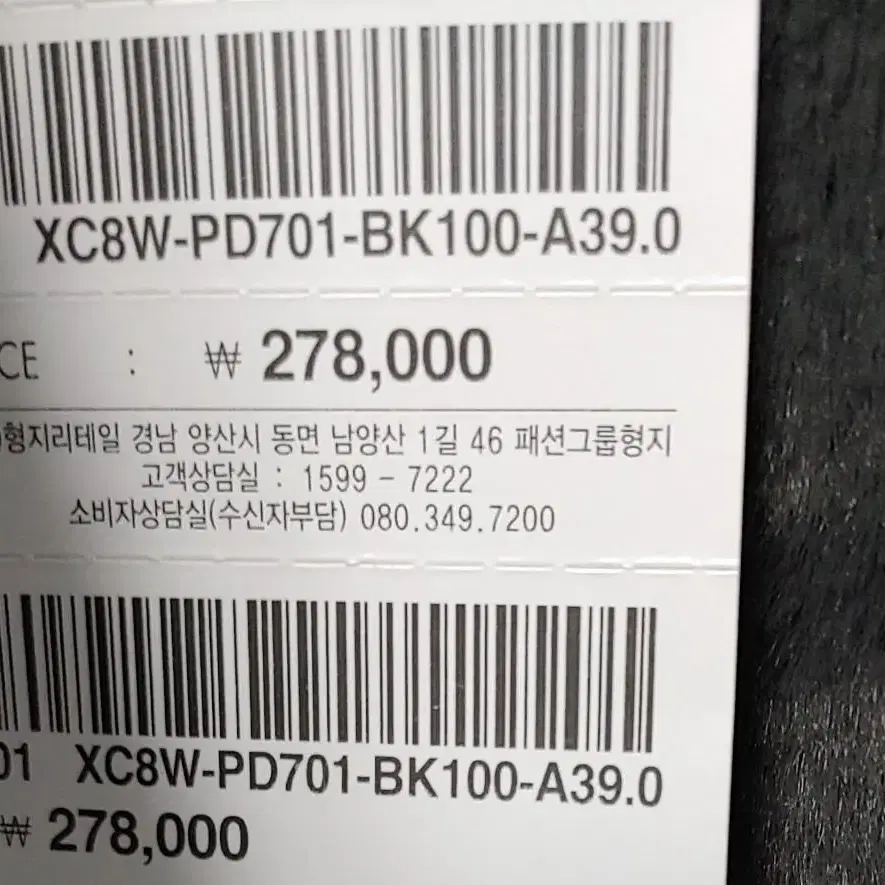 XC8W-PD701-BK100-A39.0
CE : ₩ 278,000
형지리테일 경남 양산시 동면 남양산 1길 46 패션그룹형지
고객상담실 : 1599 - 7222
소비자상담실(수신자부담) 080.349.7200
01 XC8W-PD701-BK100-A39.0
₩ 278,000